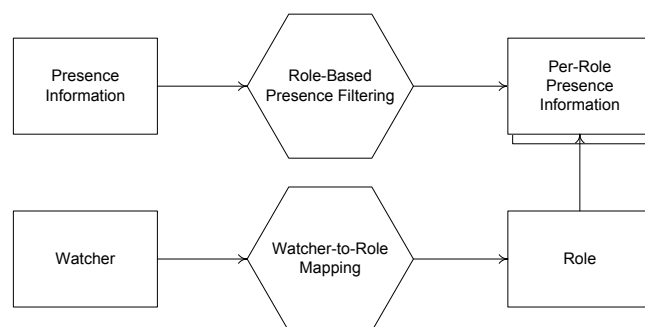 Presence
Information
Role-Based
Presence Filtering
Per-Role
Presence
Information
Watcher
Watcher-to-Role
Mapping
Role